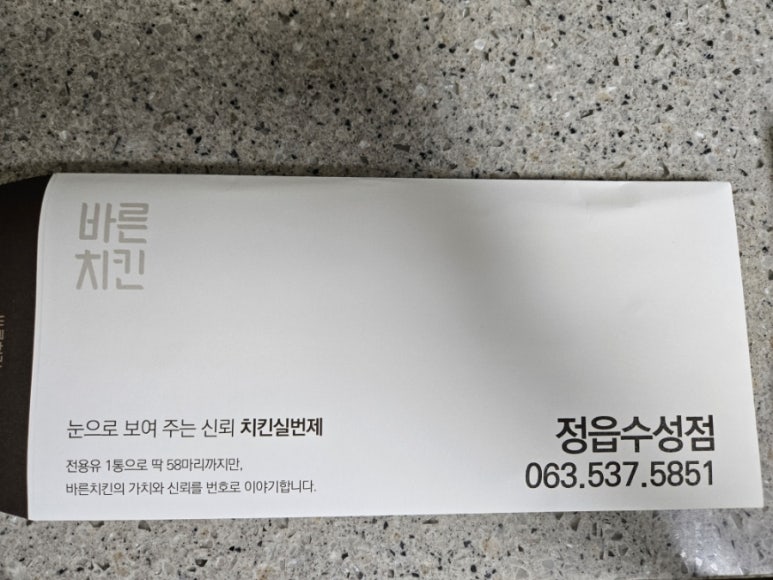 바른
치킨
눈으로 보여 주는 신뢰 치킨실번제
전용유 1통으로 딱 58마리까지만,
바른치킨의 가치와 신뢰를 번호로 이야기합니다.
정읍수성점
063.537.5851